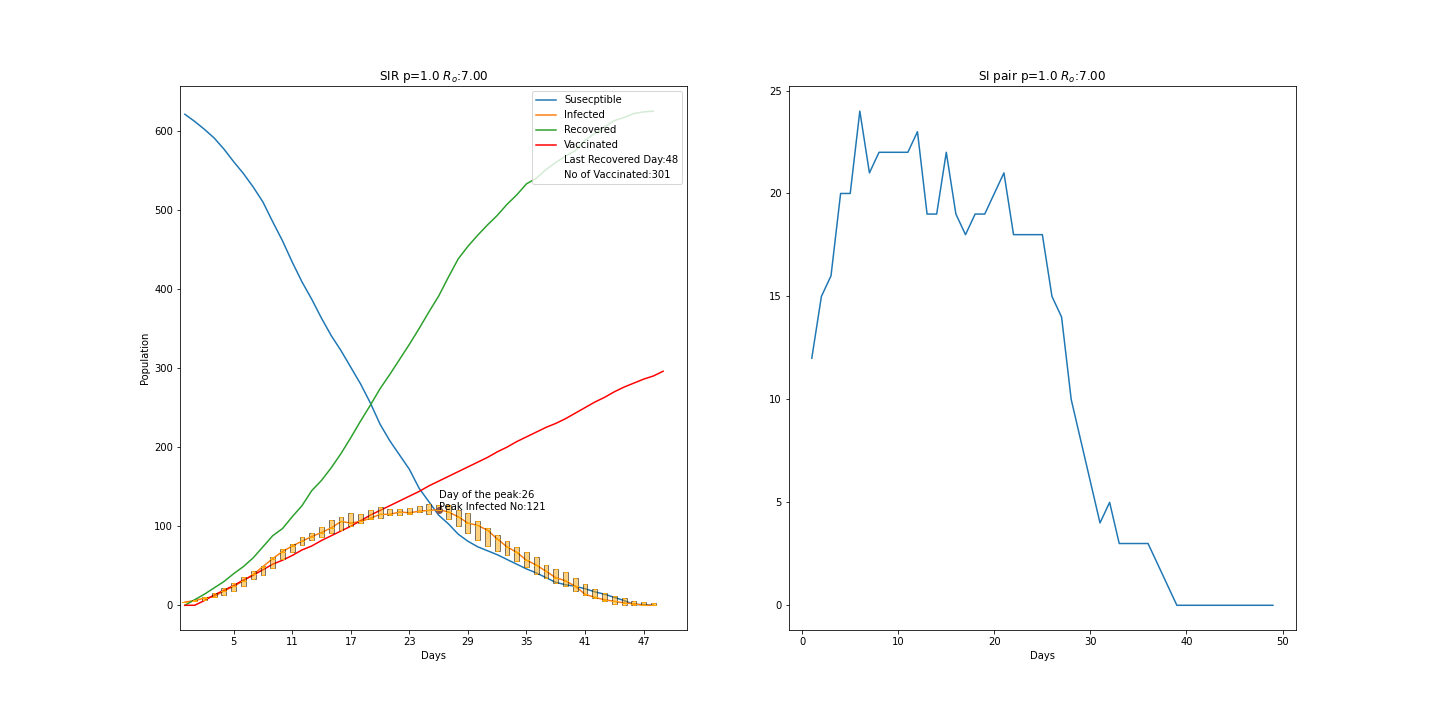 SIR p=1.0 Rₒ:7.00
Susecptible
Infected
Recovered
Vaccinated
Last Recovered Day:48
No of Vaccinated:301
600
500
400
300
200
100
0
Population
Day of the peak:26
Peak Infected No:121
5 11 17 23 29 35 41 47
Days
SI pair p=1.0 Rₒ:7.00
25
20
15
10
5
0
0 10 20 30 40 50
Days